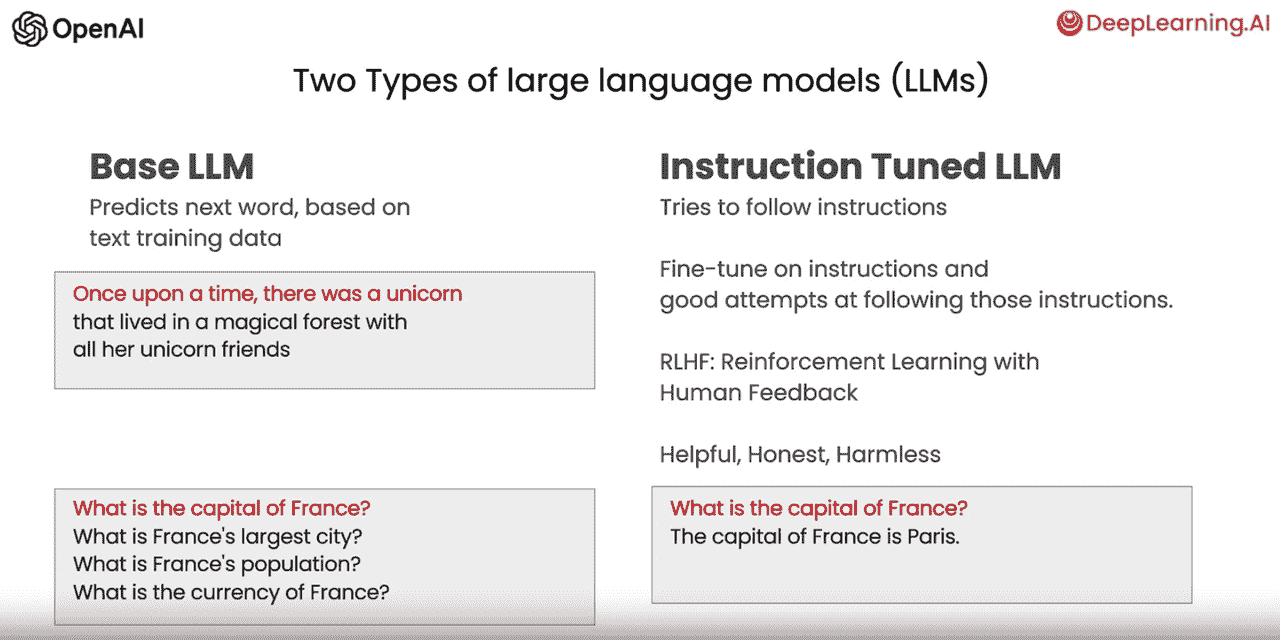 OpenAI
DeepLearning.AI
Two Types of large language models (LLMs)
Base LLM
Predicts next word, based on
text training data
Once upon a time, there was a unicorn
that lived in a magical forest with
all her unicorn friends
What is the capital of France?
What is France's largest city?
What is France's population?
What is the currency of France?
Instruction Tuned LLM
Tries to follow instructions
Fine-tune on instructions and
good attempts at following those instructions.
RLHF: Reinforcement Learning with
Human Feedback
Helpful, Honest, Harmless
What is the capital of France?
The capital of France is Paris.